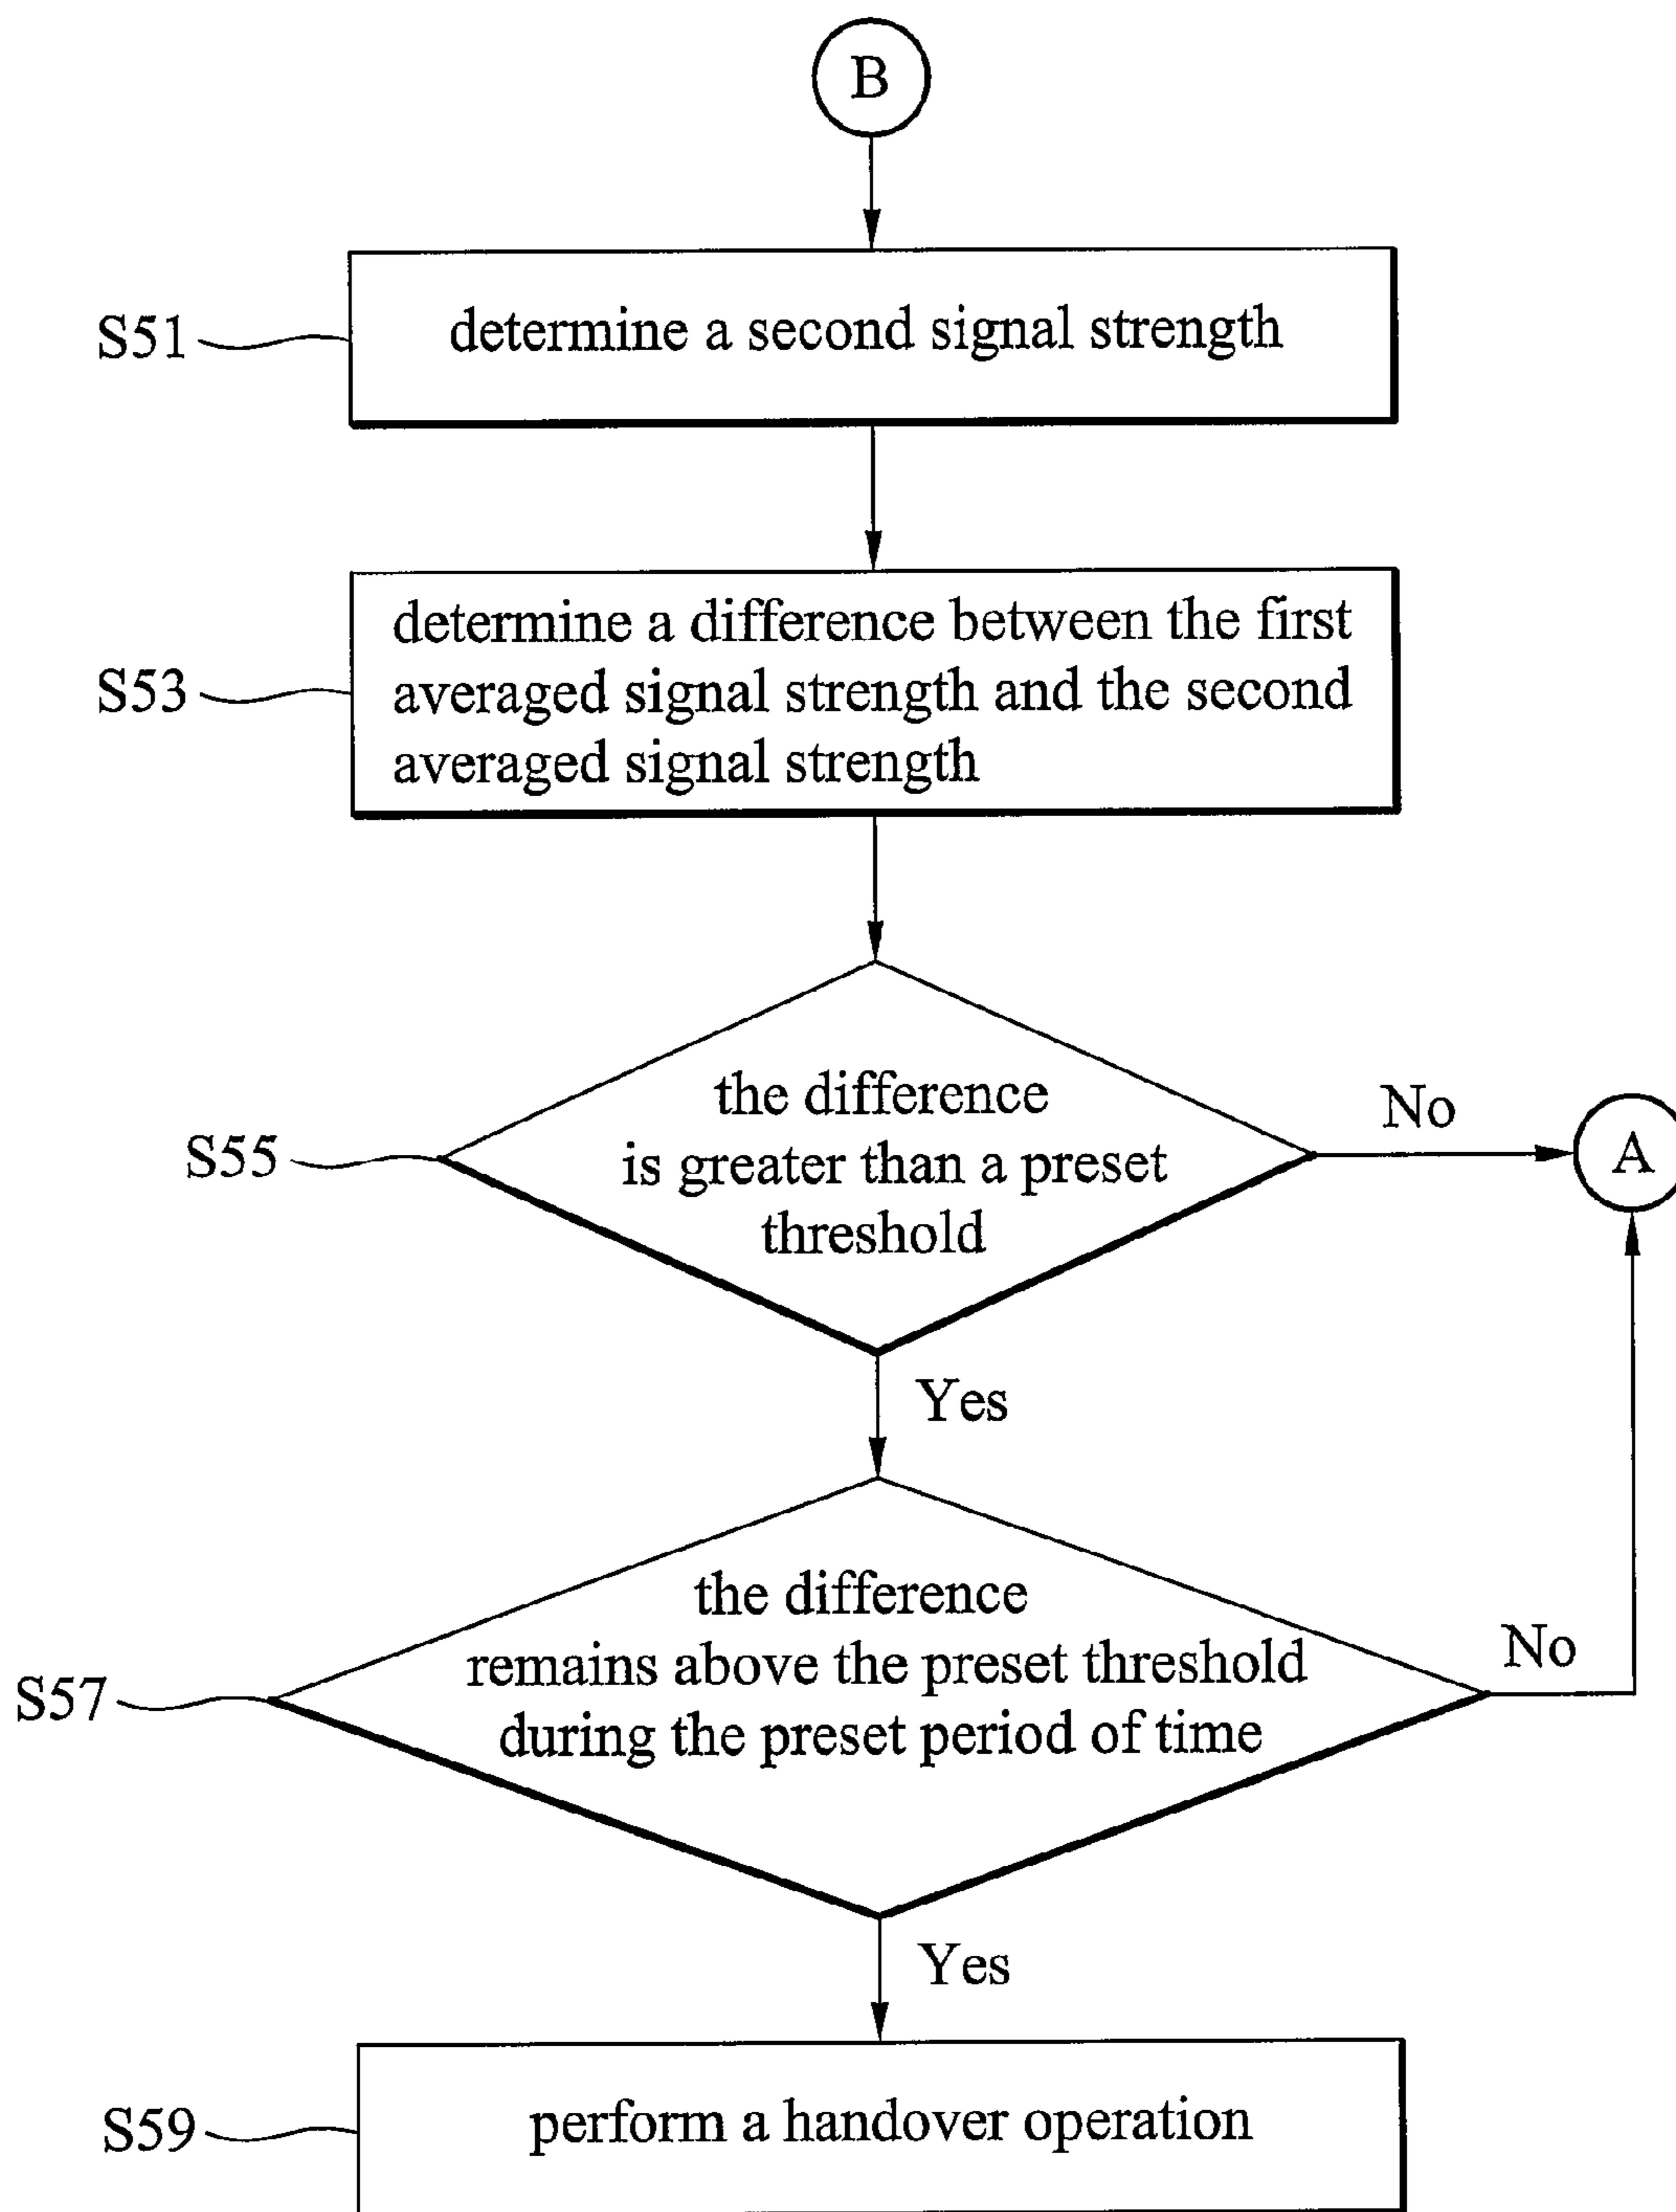 B
S51
determine a second signal strength
S53
determine a difference between the first
averaged signal strength and the second
averaged signal strength
S55
the difference
is greater than a preset
threshold
No
A
Yes
S57
the difference
remains above the preset threshold
during the preset period of time
No
Yes
S59
perform a handover operation